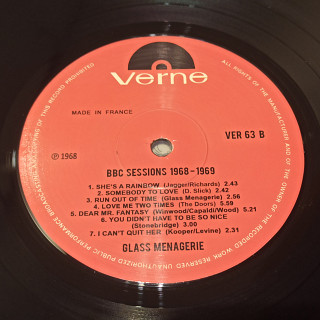 Verne
ALL RIGHTS OF THE MANUFACTURER AND OF THE OWNER OF THE RECORDED WORK RESERVED UNAUTHORIZED PUBLIC PERFORMANCE BROADCASTING AND COPYING OF THIS RECORD PROHIBITED
MADE IN FRANCE
VER 63 B
℗ 1968
BBC SESSIONS 1968-1969
1. SHE'S A RAINBOW (Jagger/Richards) 2.43
2. SOMEBODY TO LOVE (D. Slick) 2.42
3. RUN OUT OF TIME (Glass Menagerie) 2.56
4. LOVE ME TWO TIMES (The Doors) 5.59
5. DEAR MR. FANTASY (Winwood/Capaldi/Wood) 5.21
6. YOU DIDN'T HAVE TO BE SO NICE
(Stonebridge) 3.00
7. I CAN'T QUIT HER (Kooper/Levine) 2.31
GLASS MENAGERIE